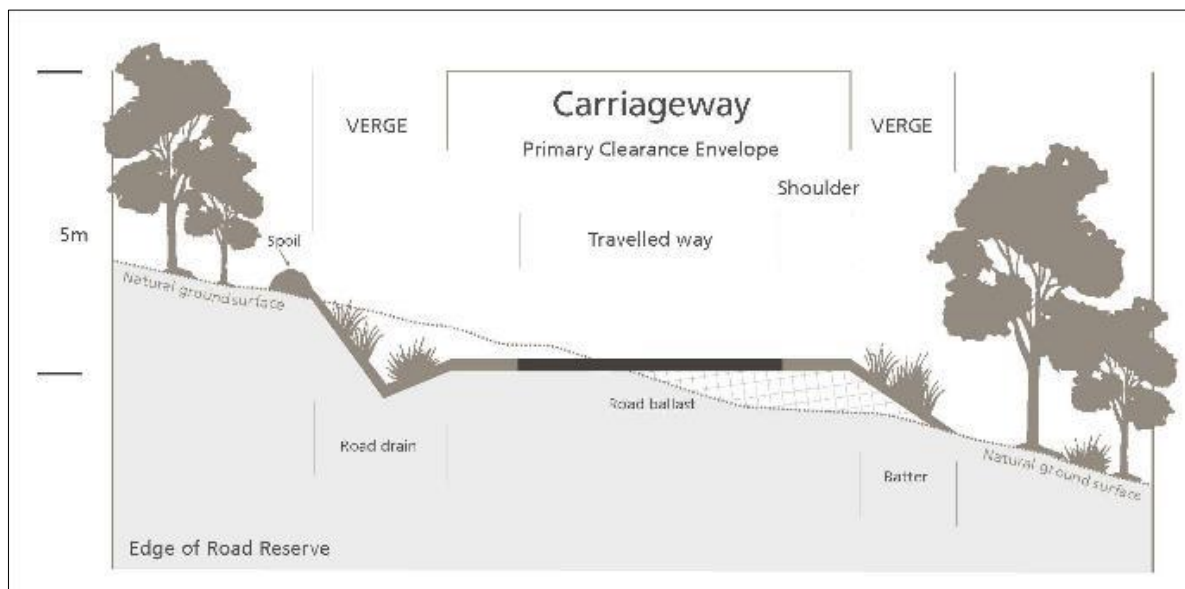 Carriageway
VERGE
VERGE
Primary Clearance Envelope
Shoulder
5m
Spoil
Travelled way
Natural ground surface
Road ballast
Road drain
Natural ground surface
Batter
Edge of Road Reserve